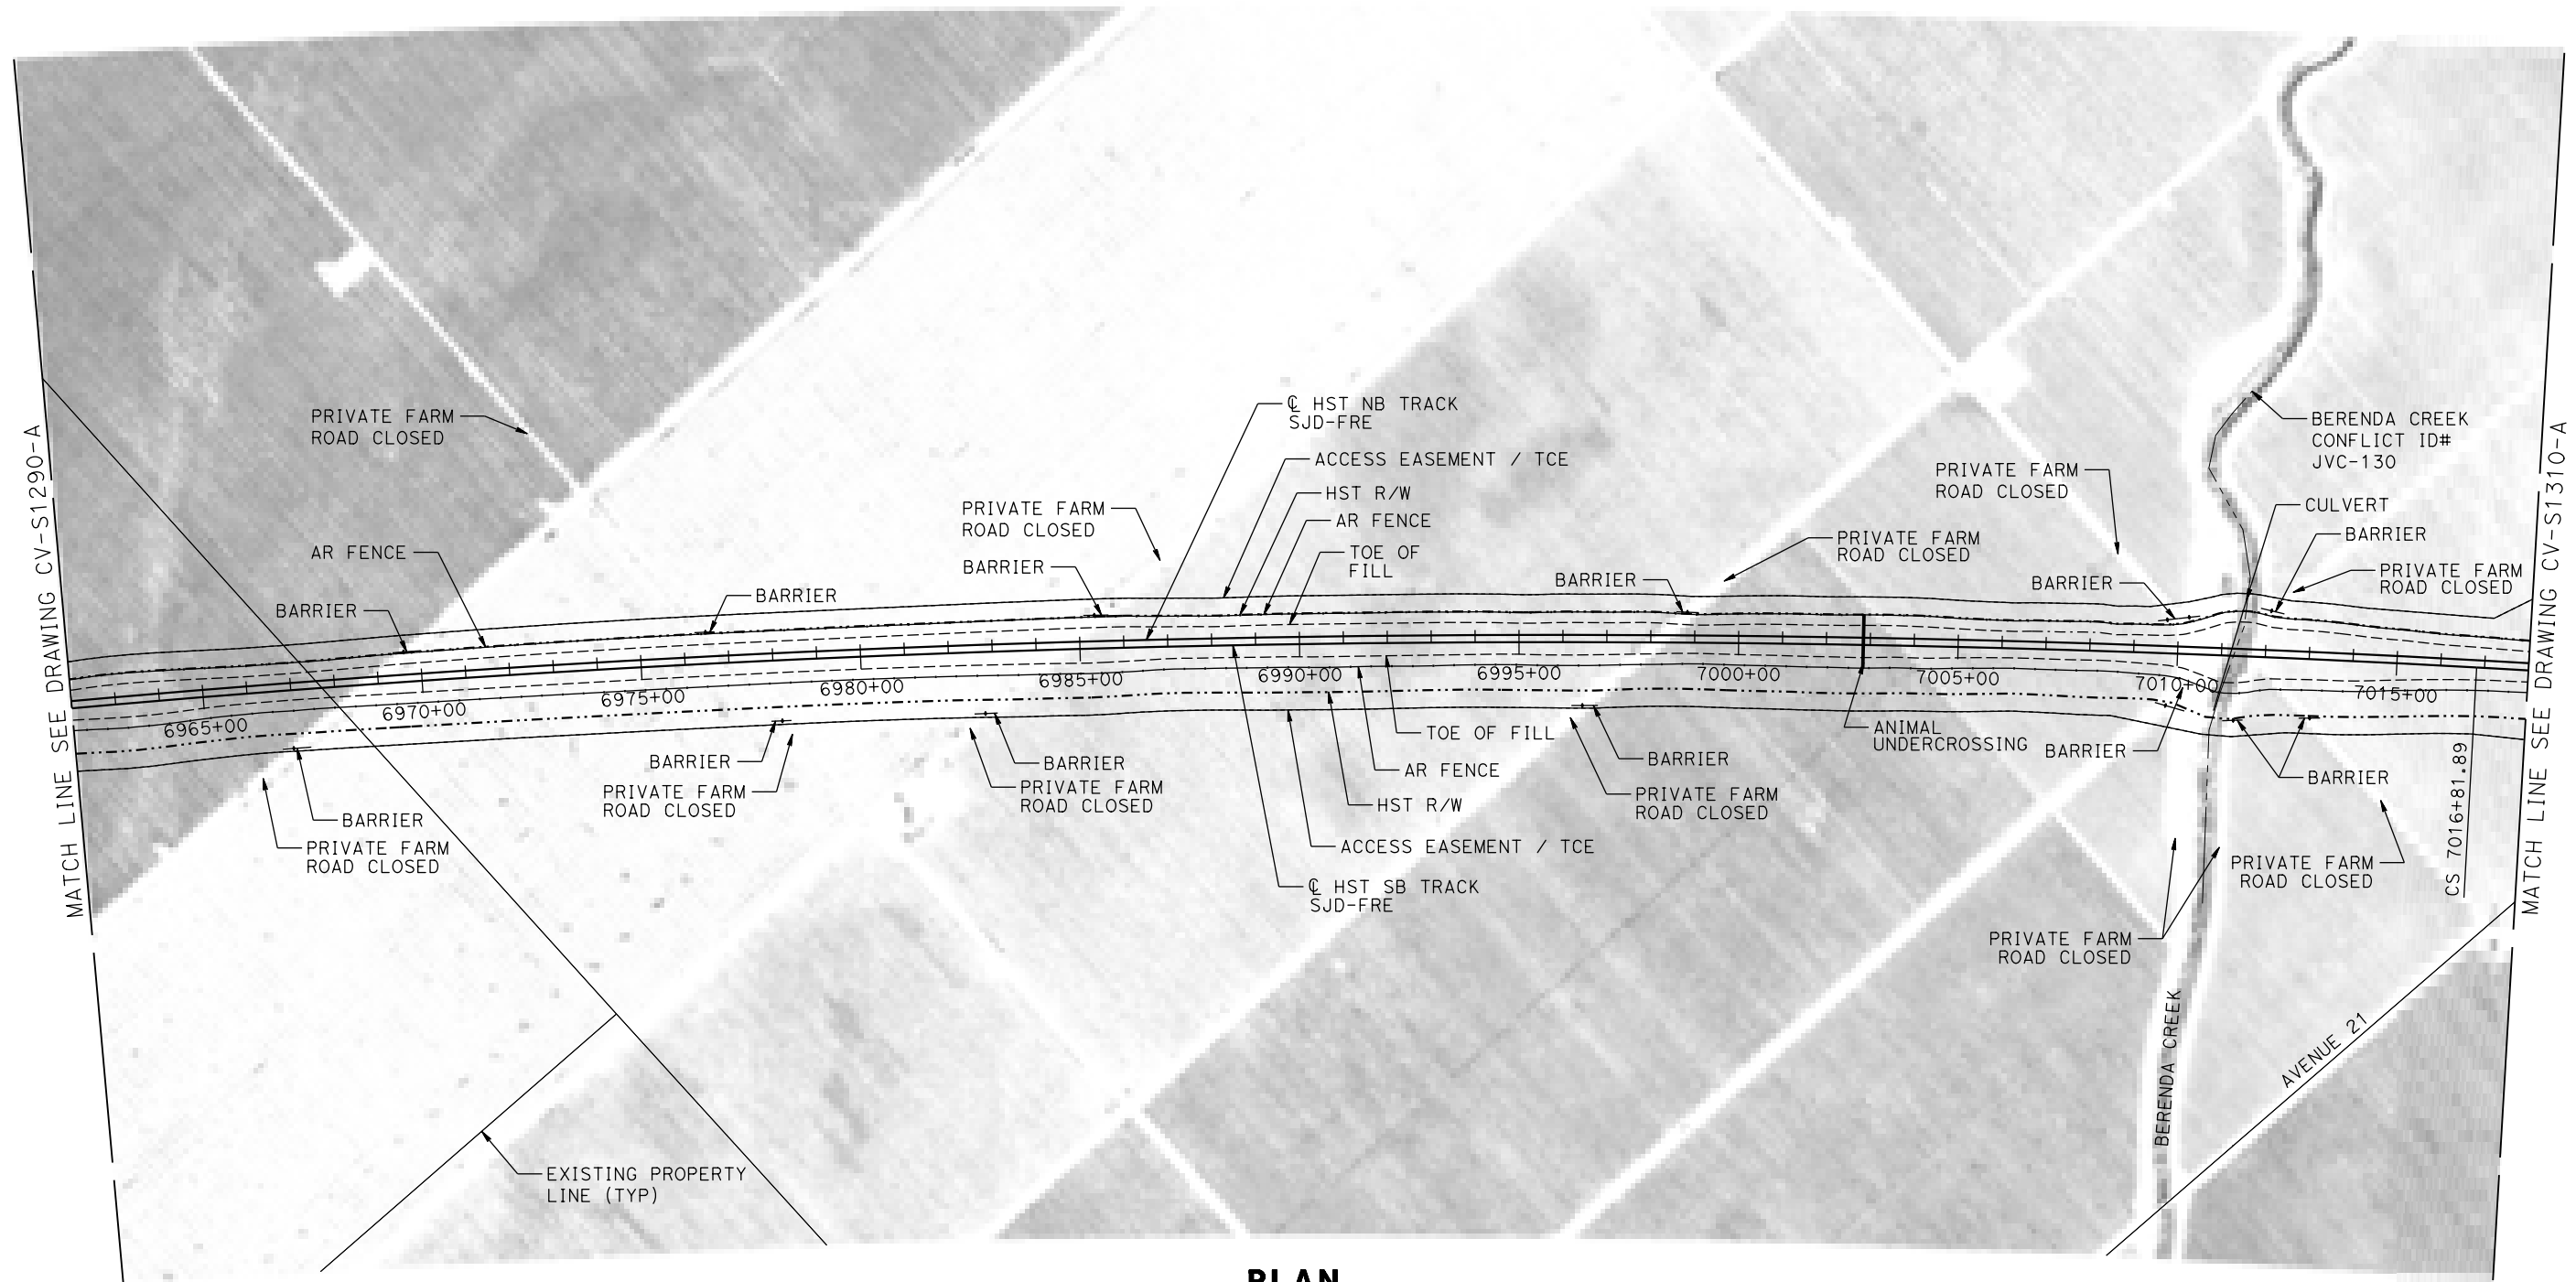 MATCH LINE SEE DRAWING CV-S1290-A
PRIVATE FARM
ROAD CLOSED
AR FENCE
BARRIER
BARRIER
PRIVATE FARM
ROAD CLOSED
BARRIER
℄ HST NB TRACK
SJD-FRE
ACCESS EASEMENT / TCE
HST R/W
AR FENCE
TOE OF
FILL
BARRIER
PRIVATE FARM
ROAD CLOSED
PRIVATE FARM
ROAD CLOSED
BARRIER
BERENDA CREEK
CONFLICT ID#
JVC-130
CULVERT
BARRIER
PRIVATE FARM
ROAD CLOSED
6965+00
6970+00
6975+00
6980+00
6985+00
6990+00
6995+00
7000+00
7005+00
7010+00
7015+00
BARRIER
PRIVATE FARM
ROAD CLOSED
BARRIER
PRIVATE FARM
ROAD CLOSED
BARRIER
PRIVATE FARM
ROAD CLOSED
TOE OF FILL
AR FENCE
HST R/W
ACCESS EASEMENT / TCE
℄ HST SB TRACK
SJD-FRE
BARRIER
PRIVATE FARM
ROAD CLOSED
ANIMAL
UNDERCROSSING
BARRIER
BARRIER
PRIVATE FARM
ROAD CLOSED
PRIVATE FARM
ROAD CLOSED
CS 7016+81.89
BERENDA CREEK
AVENUE 21
EXISTING PROPERTY
LINE (TYP)
MATCH LINE SEE DRAWING CV-S1310-A
PLAN